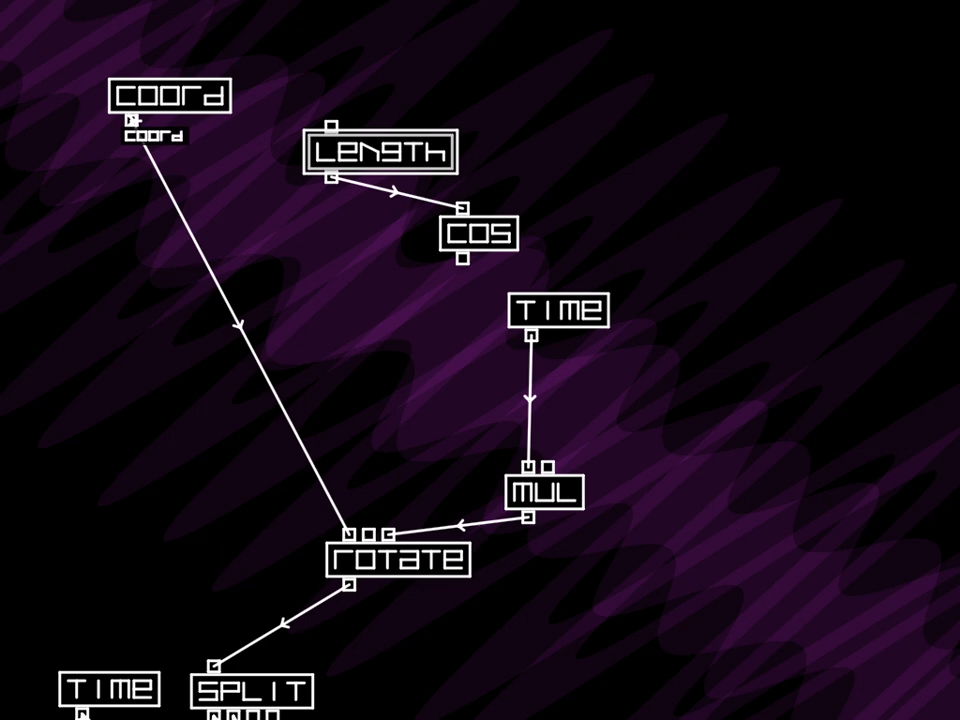 coord
coord
Length
cos
Time
mul
rotate
Time
split